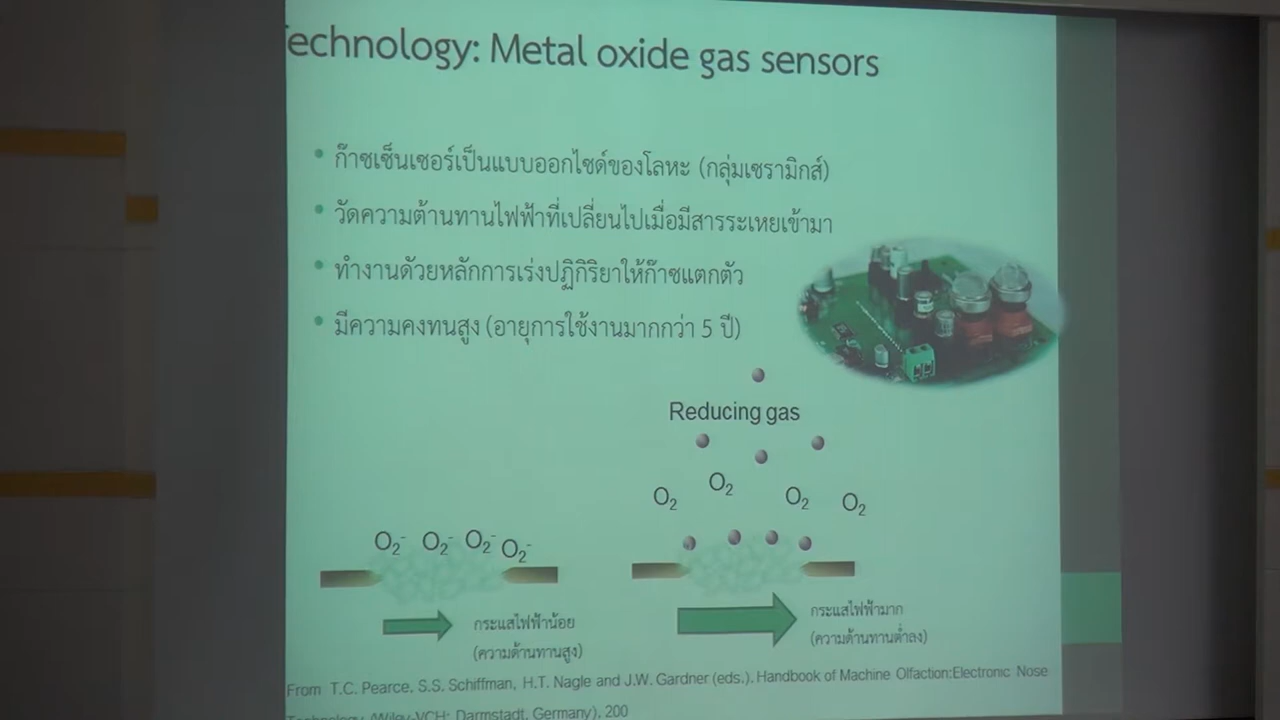 Technology: Metal oxide gas sensors
• ก๊าซเซ็นเซอร์เป็นแบบออกไซด์ของโลหะ (กลุ่มเซรามิกส์)
• วัดความต้านทานไฟฟ้าที่เปลี่ยนไปเมื่อมีสารระเหยเข้ามา
• ทำงานด้วยหลักการเร่งปฏิกิริยาให้ก๊าซแตกตัว
• มีความคงทนสูง (อายุการใช้งานมากกว่า 5 ปี)
Reducing gas
O₂ O₂ O₂ O₂
O₂⁻ O₂⁻ O₂⁻ O₂⁻
กระแสไฟฟ้าน้อย
(ความต้านทานสูง)
กระแสไฟฟ้ามาก
(ความต้านทานต่ำลง)
From T.C. Pearce, S.S. Schiffman, H.T. Nagle and J.W. Gardner (eds.), Handbook of Machine Olfaction:Electronic Nose
Technology (Wiley-VCH: Darmstadt, Germany), 200